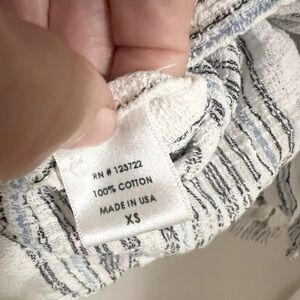 RN # 123722
100% COTTON
MADE IN USA
XS